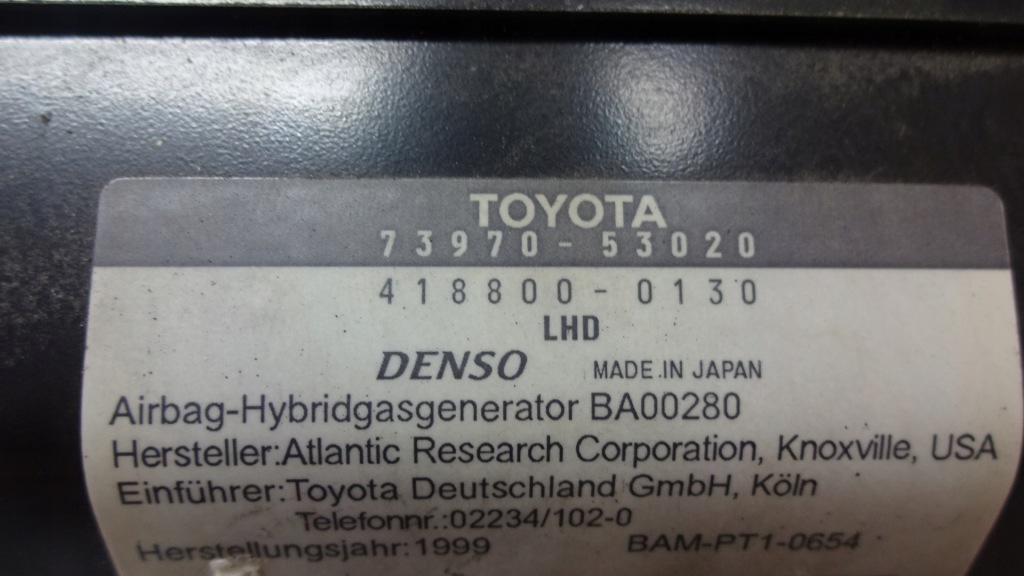 TOYOTA
73970-53020
418800-0130
LHD
DENSO MADE IN JAPAN
Airbag-Hybridgasgenerator BA00280
Hersteller:Atlantic Research Corporation, Knoxville, USA
Einführer:Toyota Deutschland GmbH, Köln
Telefonnr.:02234/102-0
Herstellungsjahr:1999 BAM-PT1-0654